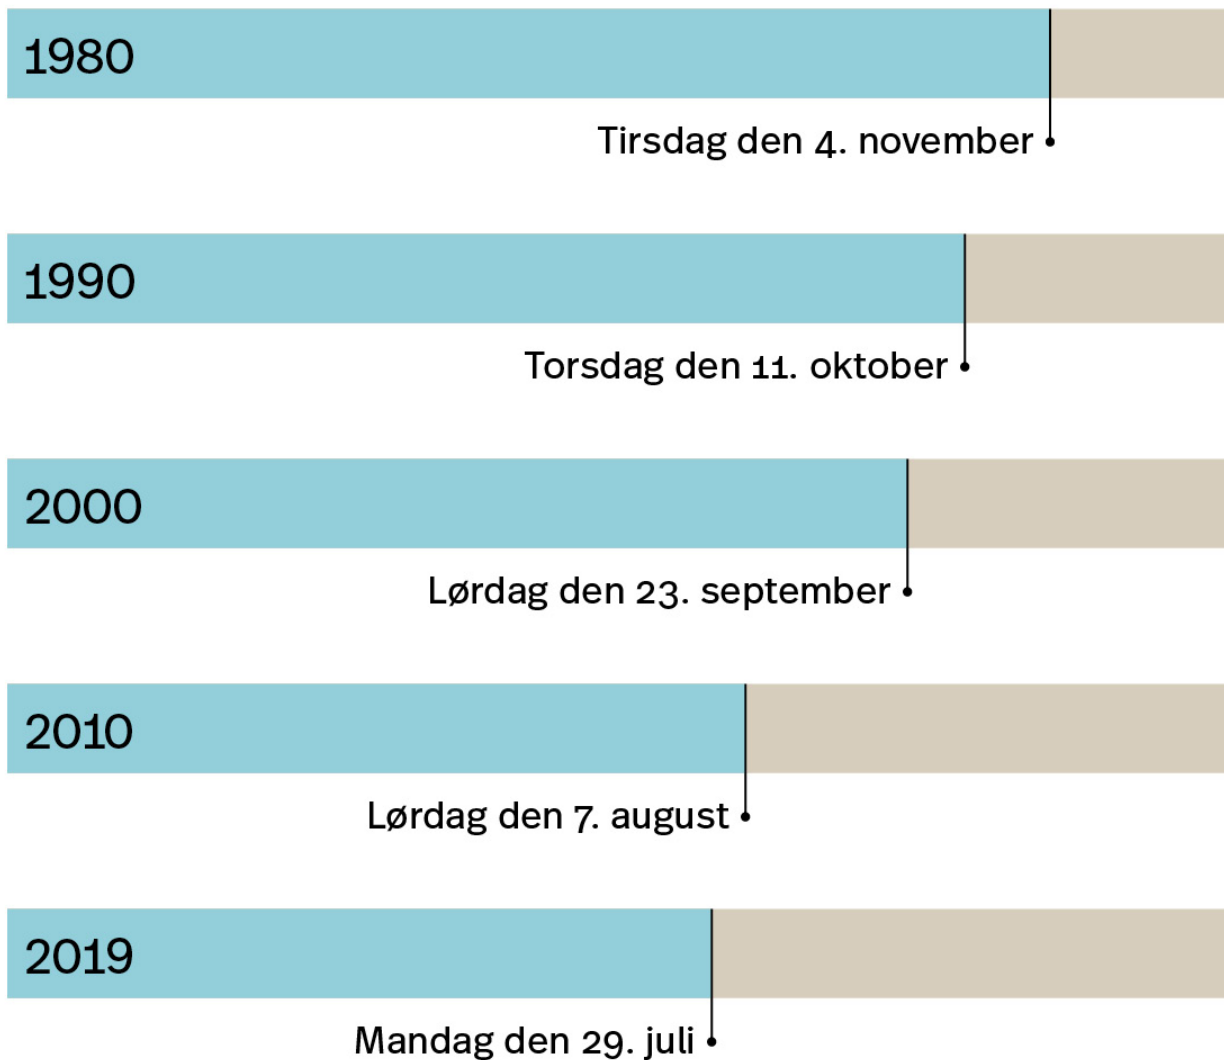 1980
Tirsdag den 4. november
1990
Torsdag den 11. oktober
2000
Lørdag den 23. september
2010
Lørdag den 7. august
2019
Mandag den 29. juli